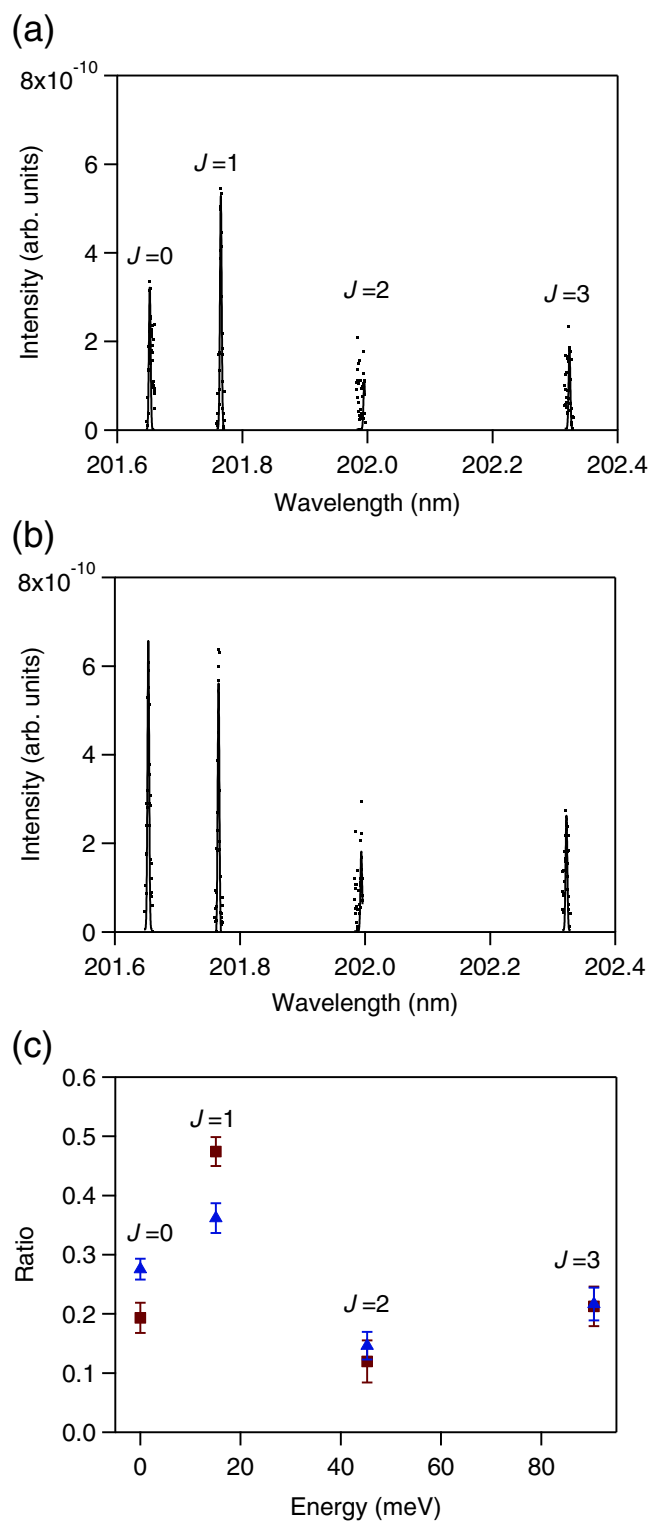 (a)
8x10-10
6
4
2
0
Intensity (arb. units)
J=0
J=1
J=2
J=3
201.6 201.8 202.0 202.2 202.4
Wavelength (nm)
(b)
8x10-10
6
4
2
0
Intensity (arb. units)
201.6 201.8 202.0 202.2 202.4
Wavelength (nm)
(c)
0.6
0.5
0.4
0.3
0.2
0.1
0.0
Ratio
J=0
J=1
J=2
J=3
0 20 40 60 80
Energy (meV)